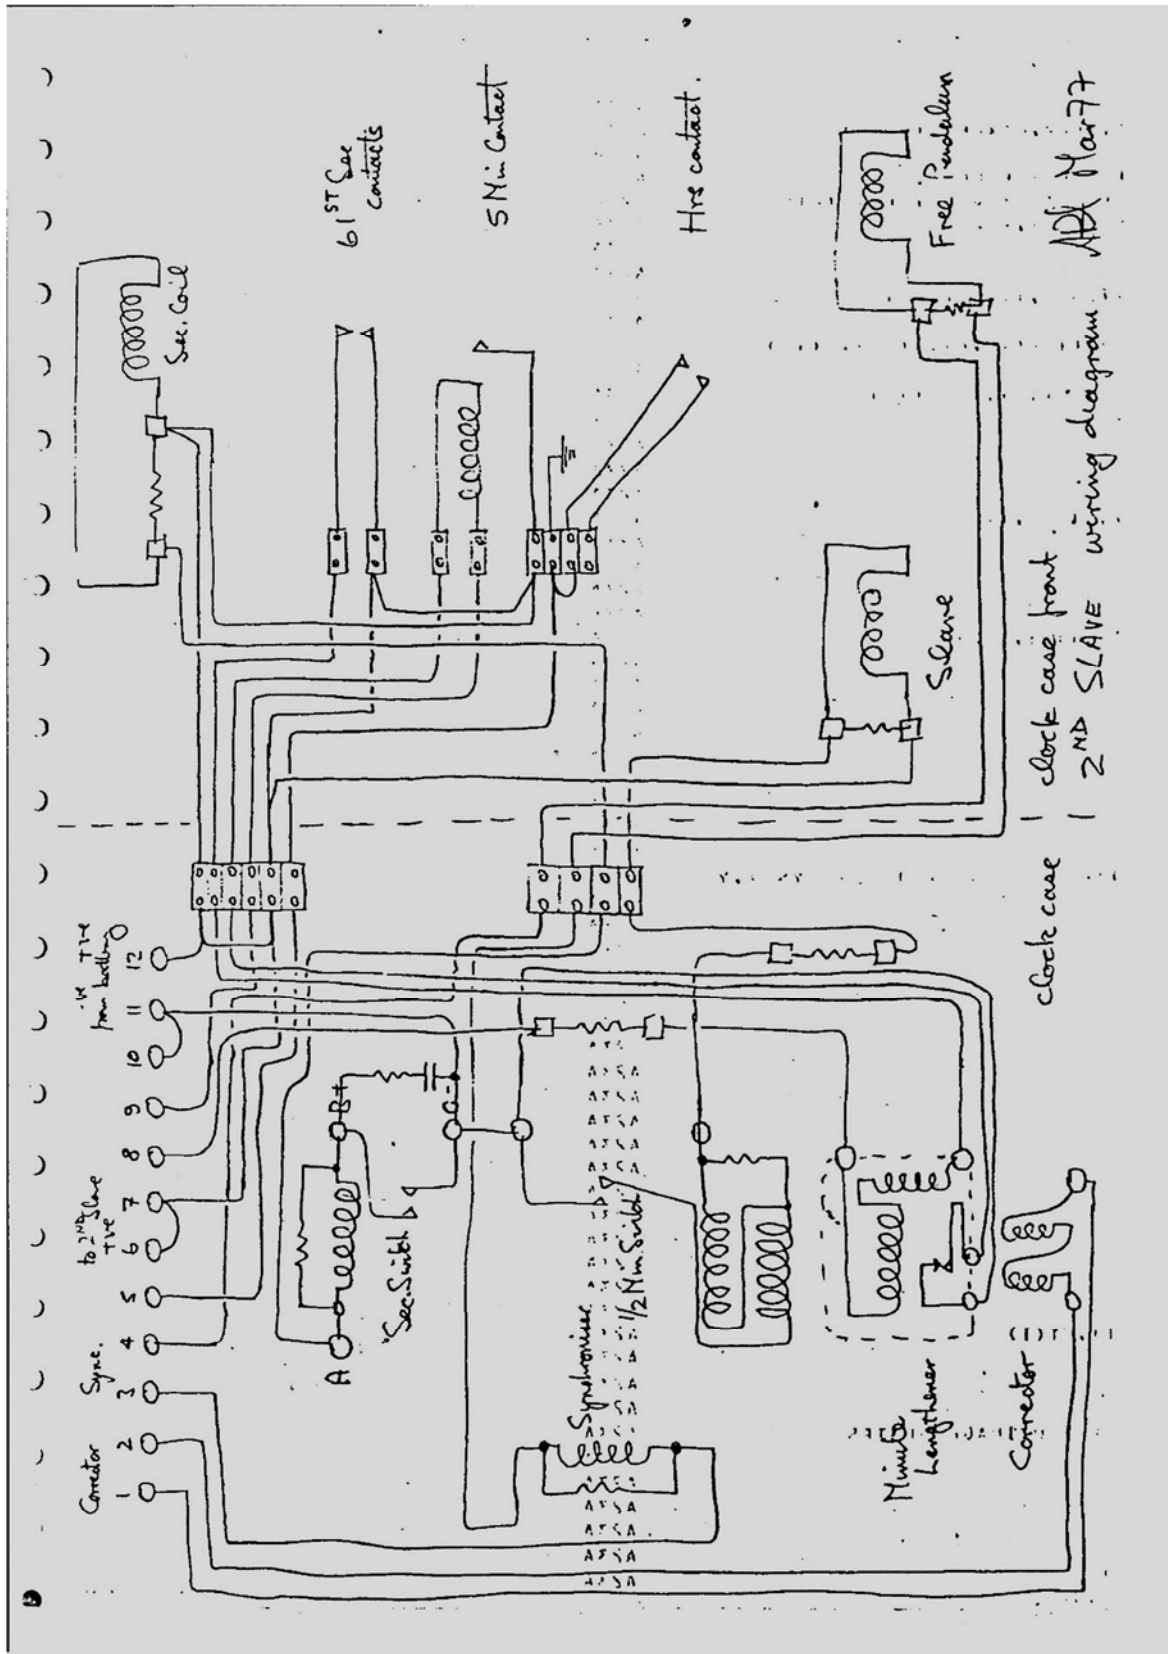 Corrector
1
2
Sync.
3
4
5
to 2ND Slave
+ve
6
7
8
9
10
11
12
-ve +ve
from battery
A
B+
C-
Sec. Switch
Synchroniser
1/2 Min. Switch
Minute
Lengthener
Corrector
clock case
Sec. Coil
61ST Sec
contacts
5 Min Contact
Hrs contact.
Slave
Free Pendulum
clock case front.
2ND SLAVE wiring diagram.
Mar 77